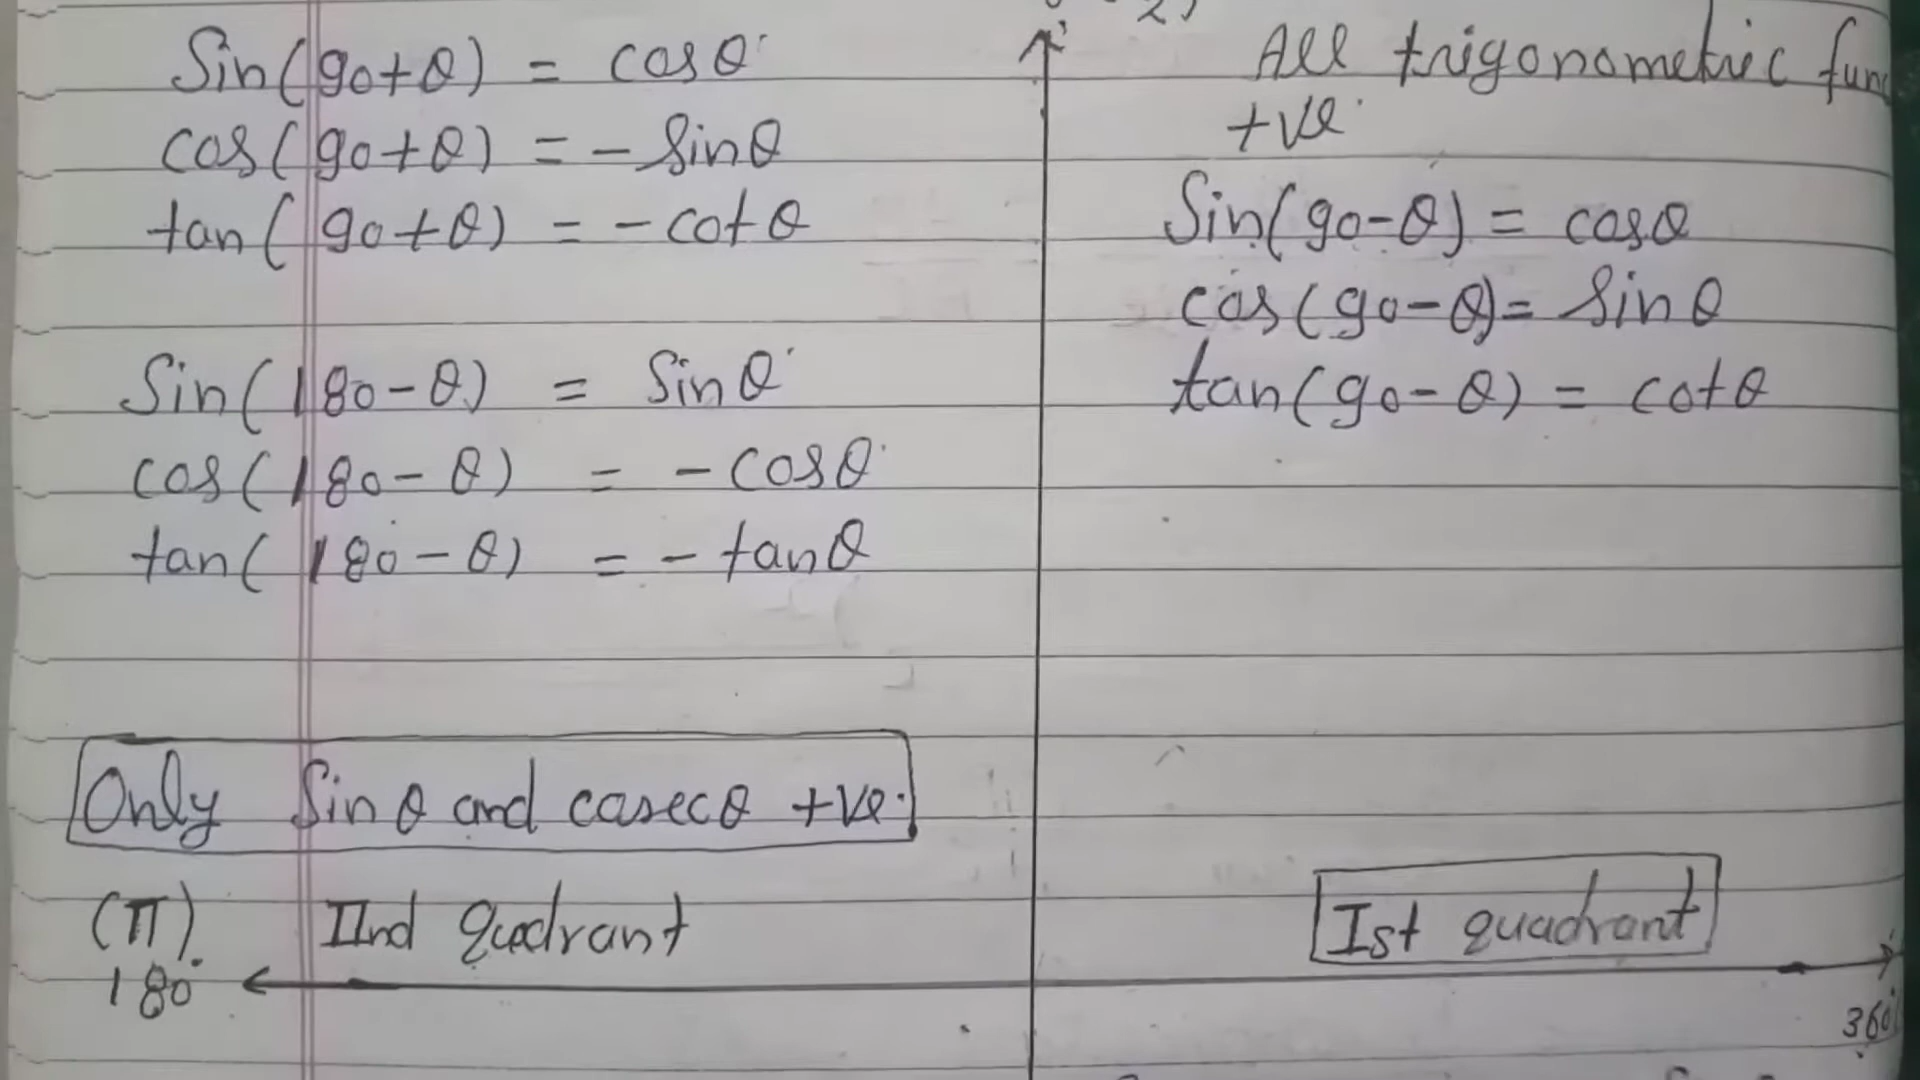 Sin(90+θ) = cosθ
cos(90+θ) = -Sinθ
tan(90+θ) = -cotθ
Sin(180-θ) = Sinθ
cos(180-θ) = -cosθ
tan(180-θ) = -tanθ
Only Sinθ and cosecθ +ve.
(π) IInd Quadrant
180°
All trigonometric func
+ve
Sin(90-θ) = cosθ
cos(90-θ)= Sinθ
tan(90-θ) = cotθ
Ist quadrant
360°